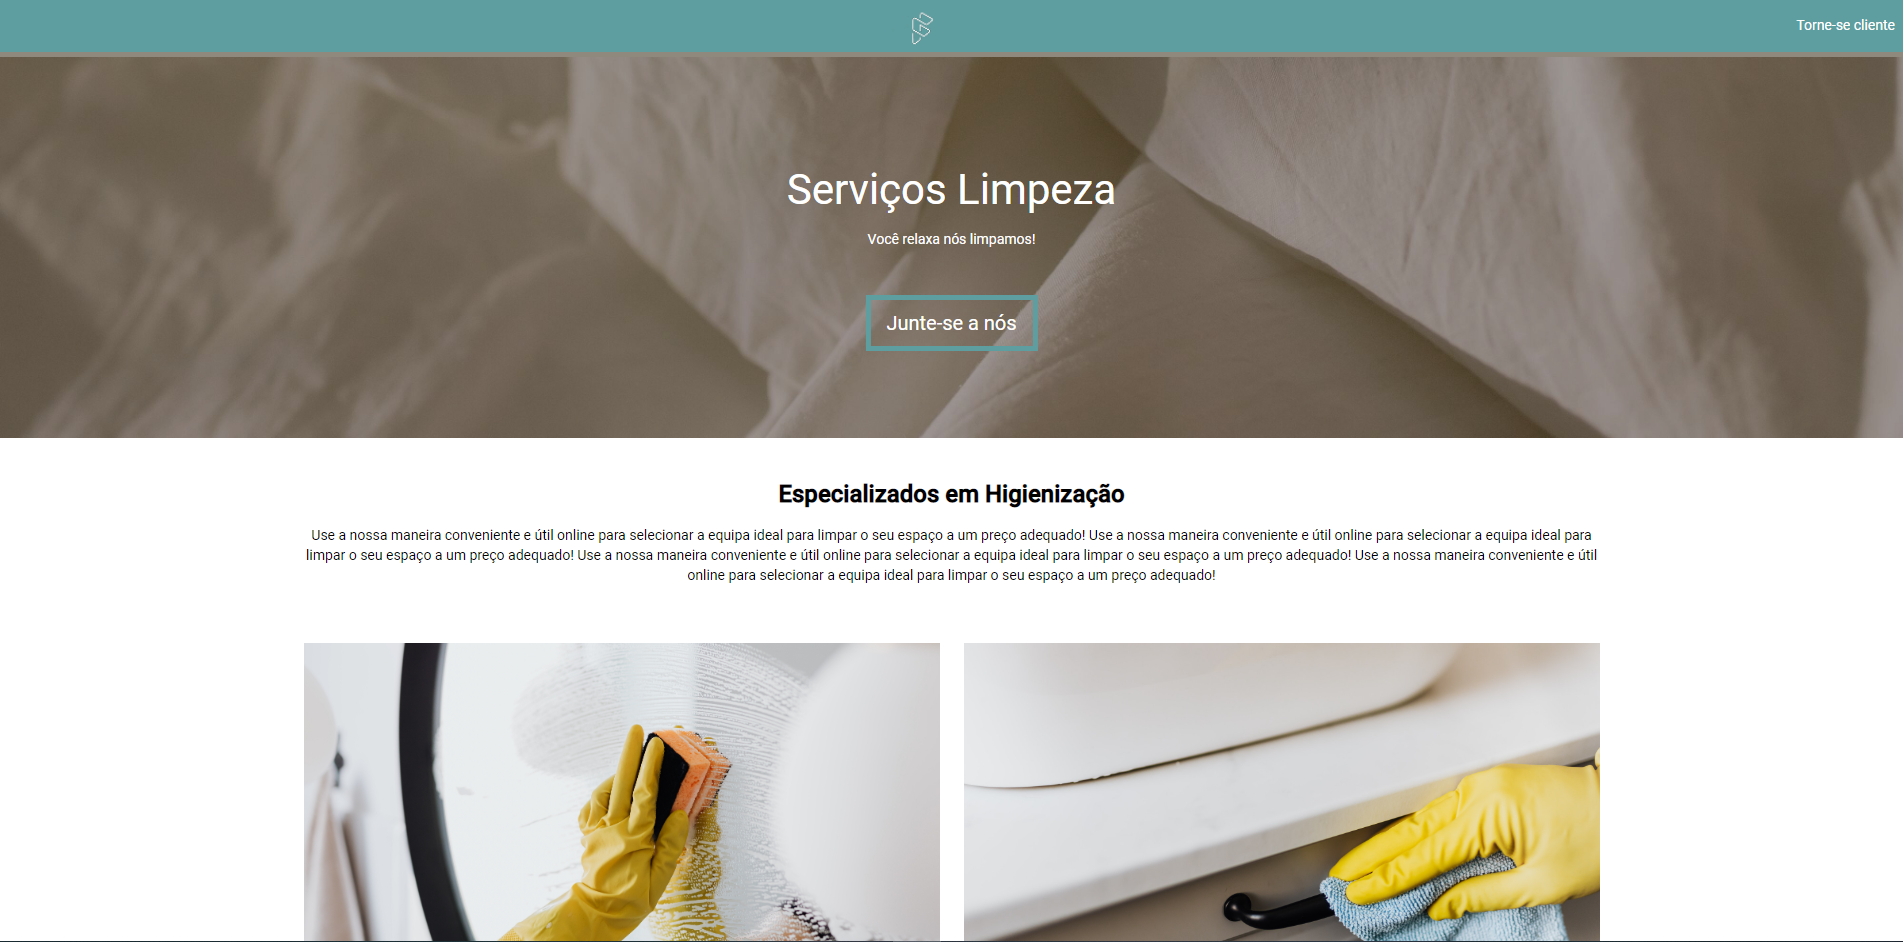 Torne-se cliente
Serviços Limpeza
Você relaxa nós limpamos!
Junte-se a nós
Especializados em Higienização
Use a nossa maneira conveniente e útil online para selecionar a equipa ideal para limpar o seu espaço a um preço adequado! Use a nossa maneira conveniente e útil online para selecionar a equipa ideal para
limpar o seu espaço a um preço adequado! Use a nossa maneira conveniente e útil online para selecionar a equipa ideal para limpar o seu espaço a um preço adequado! Use a nossa maneira conveniente e útil
online para selecionar a equipa ideal para limpar o seu espaço a um preço adequado!